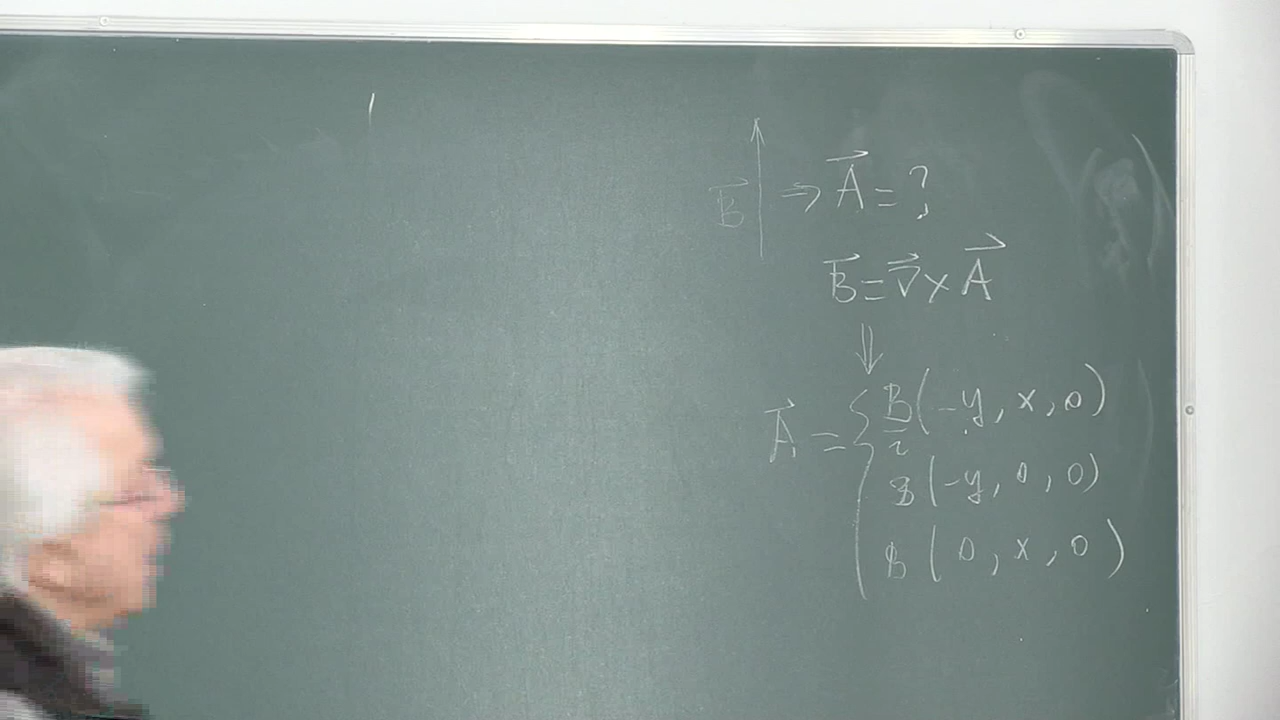 B⃗ ↑ ⇒ A⃗ = ?
B⃗ = ∇⃗ × A⃗
⇓
A⃗ = { B/2 (-y, x, 0)
B (-y, 0, 0)
B (0, x, 0)